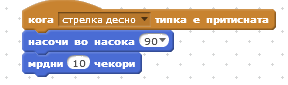 кога стрелка десно типка е притисната
насочи во насока 90
мрдни 10 чекори